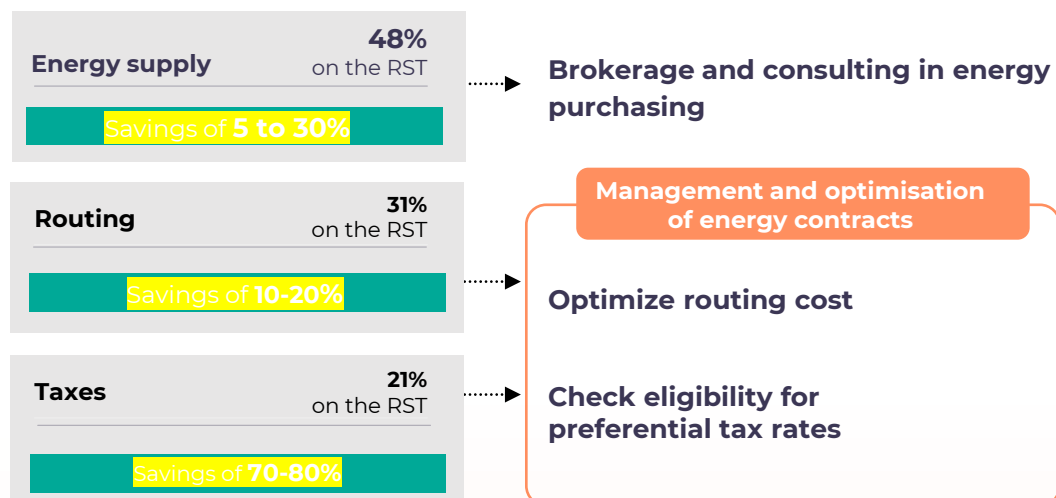 48%
Energy supply
on the RST
Savings of 5 to 30%
Brokerage and consulting in energy
purchasing
31%
Routing
on the RST
Savings of 10-20%
Management and optimisation
of energy contracts
Optimize routing cost
21%
Taxes
on the RST
Savings of 70-80%
Check eligibility for
preferential tax rates